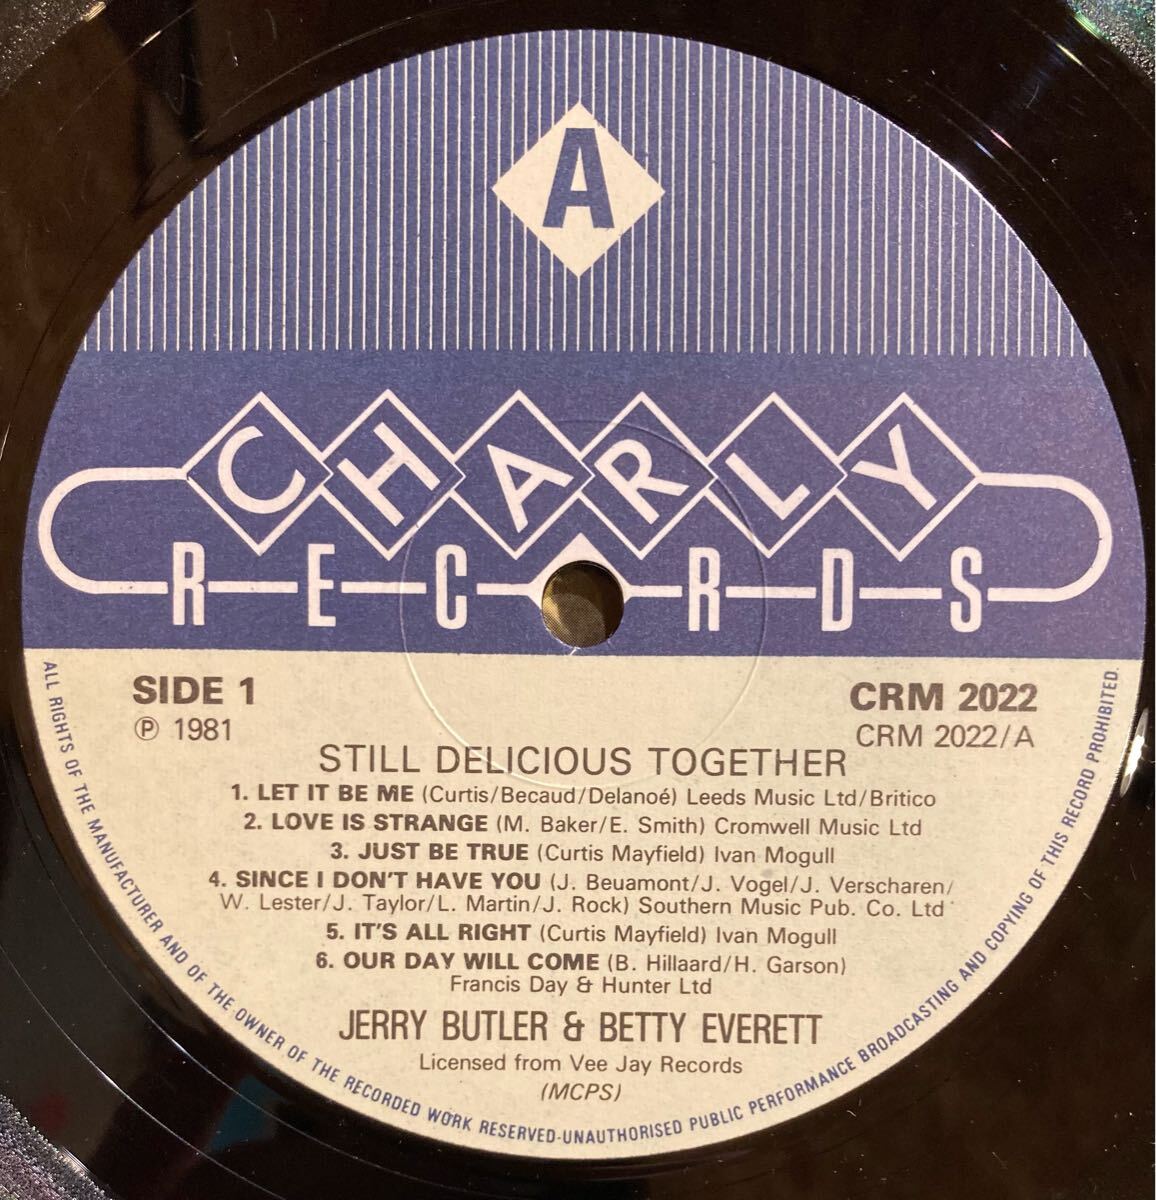 A
CHARLY
RECORDS
SIDE 1
CRM 2022
℗ 1981
CRM 2022/A
STILL DELICIOUS TOGETHER
1. LET IT BE ME (Curtis/Becaud/Delanoé) Leeds Music Ltd/Britico
2. LOVE IS STRANGE (M. Baker/E. Smith) Cromwell Music Ltd
3. JUST BE TRUE (Curtis Mayfield) Ivan Mogull
4. SINCE I DON'T HAVE YOU (J. Beuamont/J. Vogel/J. Verscharen/
W. Lester/J. Taylor/L. Martin/J. Rock) Southern Music Pub. Co. Ltd
5. IT'S ALL RIGHT (Curtis Mayfield) Ivan Mogull
6. OUR DAY WILL COME (B. Hillaard/H. Garson)
Francis Day & Hunter Ltd
JERRY BUTLER & BETTY EVERETT
Licensed from Vee Jay Records
(MCPS)
ALL RIGHTS OF THE MANUFACTURER AND OF THE OWNER OF THE RECORDED WORK RESERVED-UNAUTHORISED PUBLIC PERFORMANCE BROADCASTING AND COPYING OF THIS RECORD PROHIBITED.